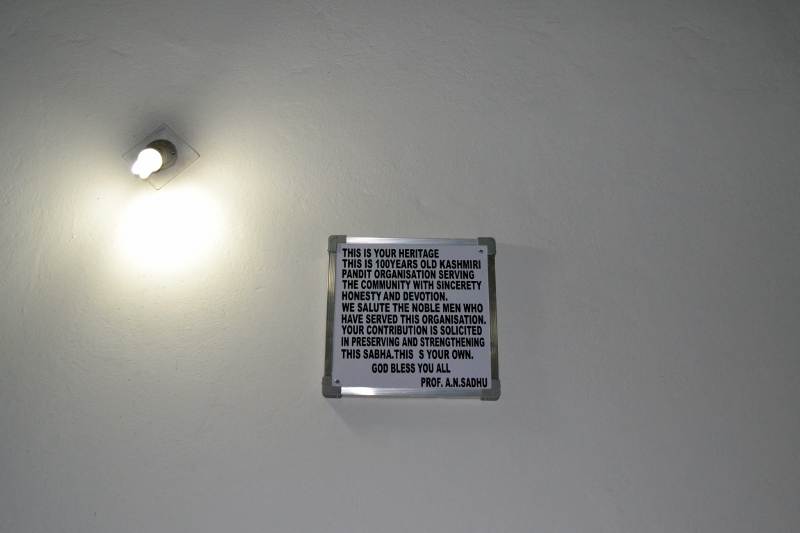 THIS IS YOUR HERITAGE
THIS IS 100YEARS OLD KASHMIRI
PANDIT ORGANISATION SERVING
THE COMMUNITY WITH SINCERETY
HONESTY AND DEVOTION.
WE SALUTE THE NOBLE MEN WHO
HAVE SERVED THIS ORGANISATION.
YOUR CONTRIBUTION IS SOLICITED
IN PRESERVING AND STRENGTHENING
THIS SABHA.THIS S YOUR OWN.
GOD BLESS YOU ALL
PROF. A.N.SADHU